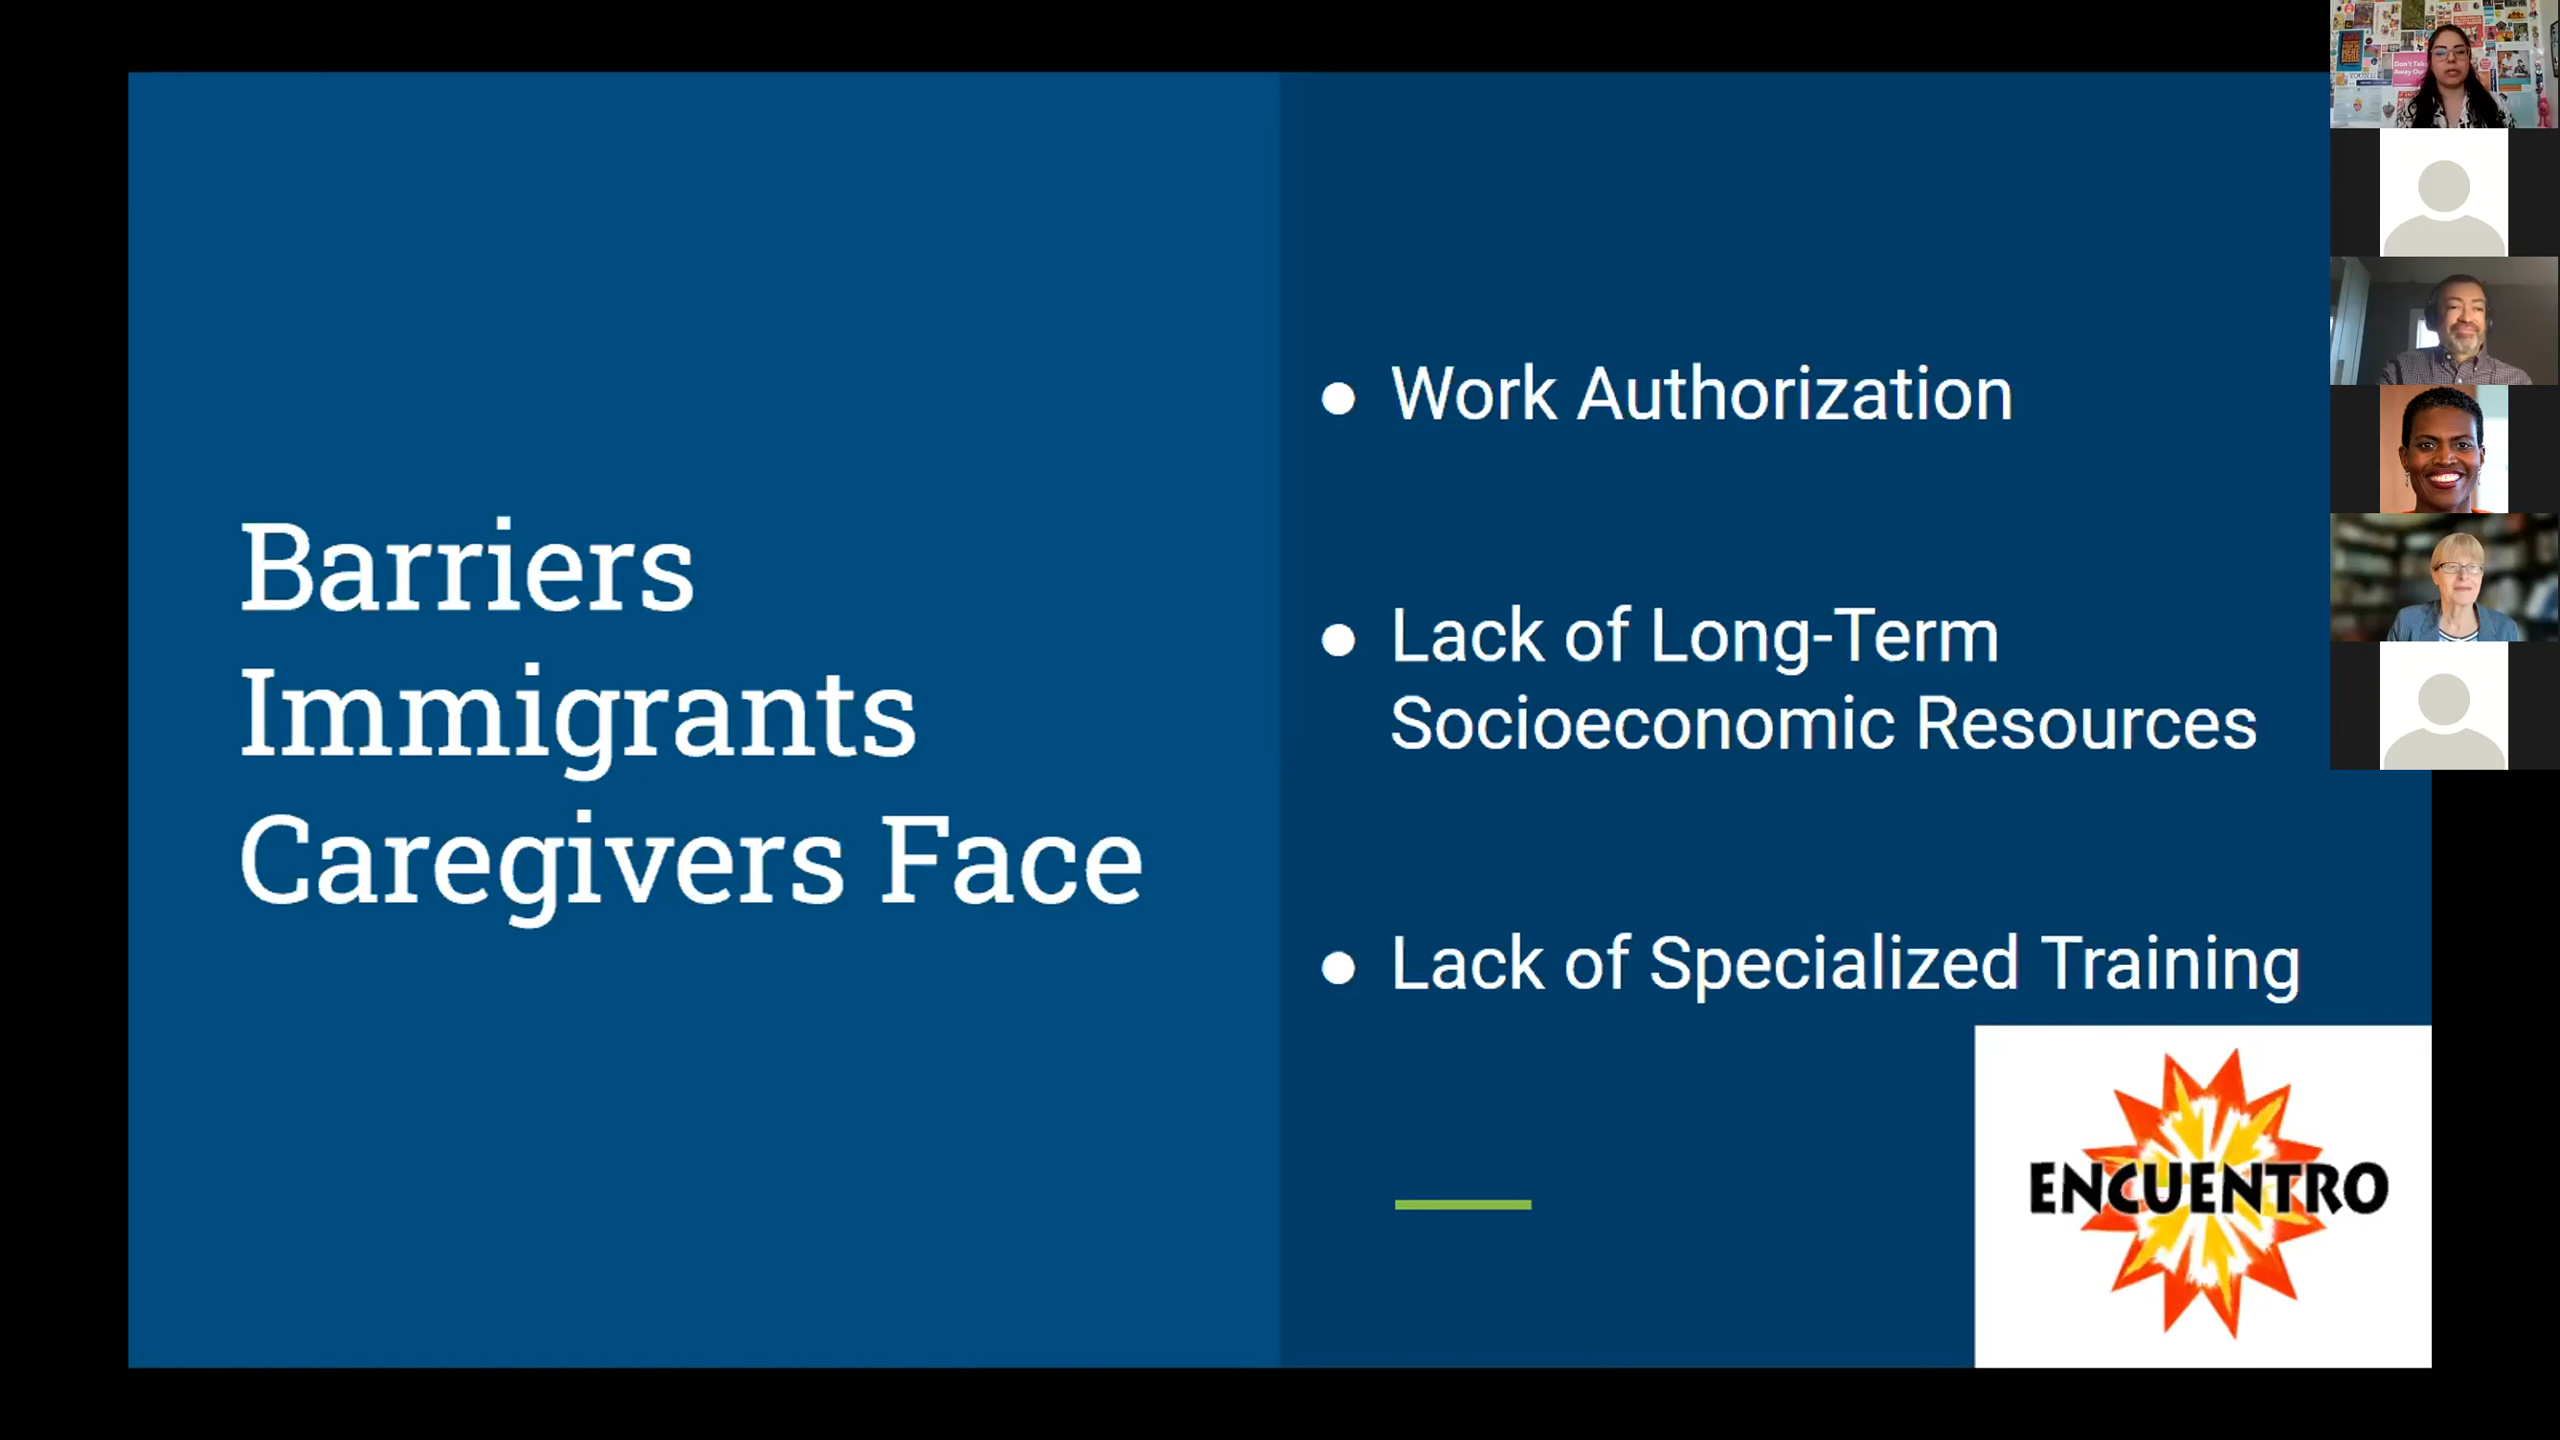 Barriers
Immigrants
Caregivers Face
● Work Authorization
● Lack of Long-Term
Socioeconomic Resources
● Lack of Specialized Training
ENCUENTRO